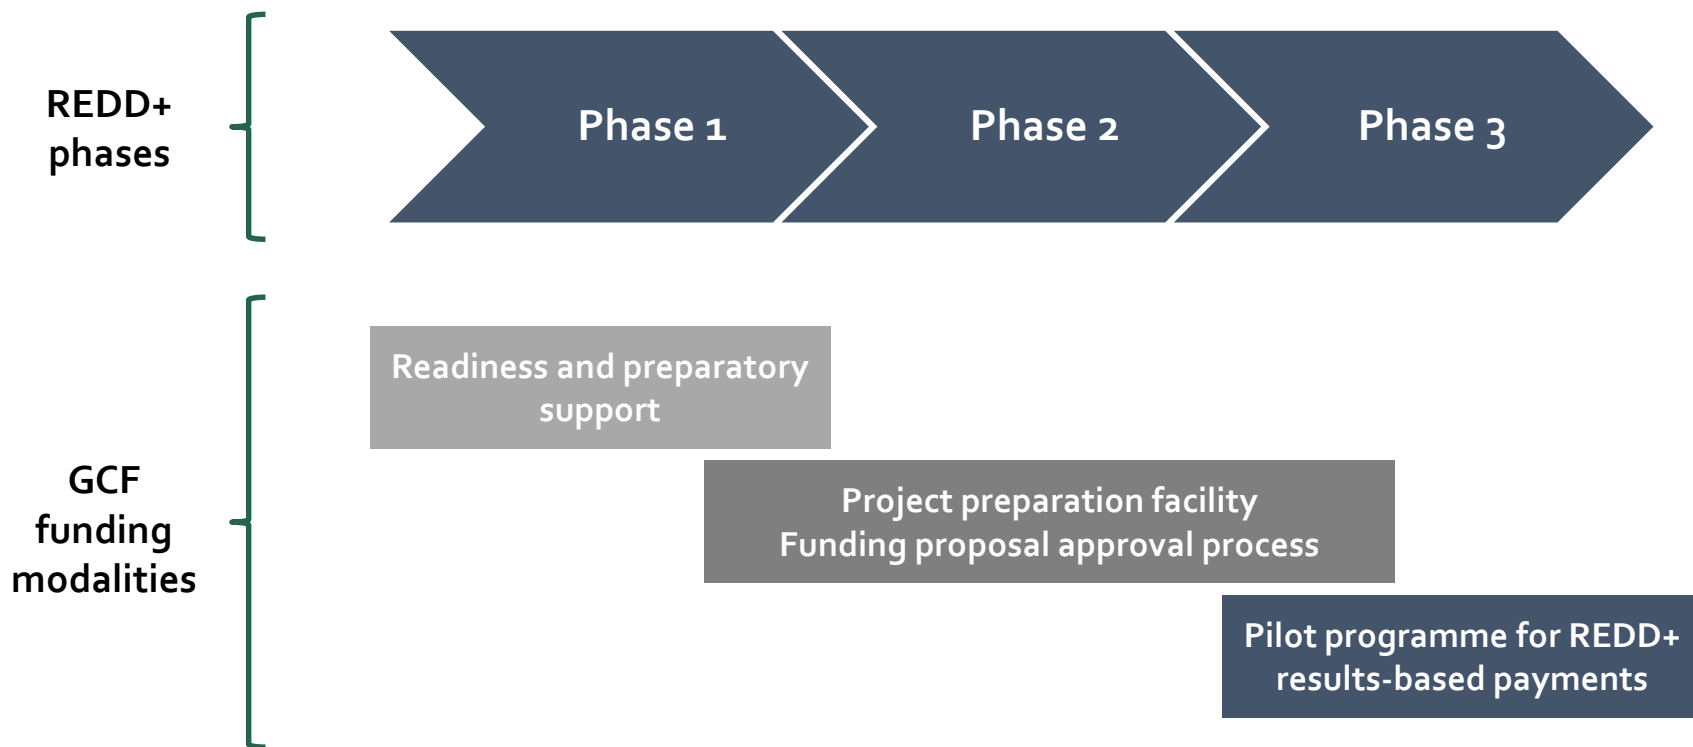 REDD+
phases
Phase 1
Phase 2
Phase 3
GCF
funding
modalities
Readiness and preparatory
support
Project preparation facility
Funding proposal approval process
Pilot programme for REDD+
results-based payments